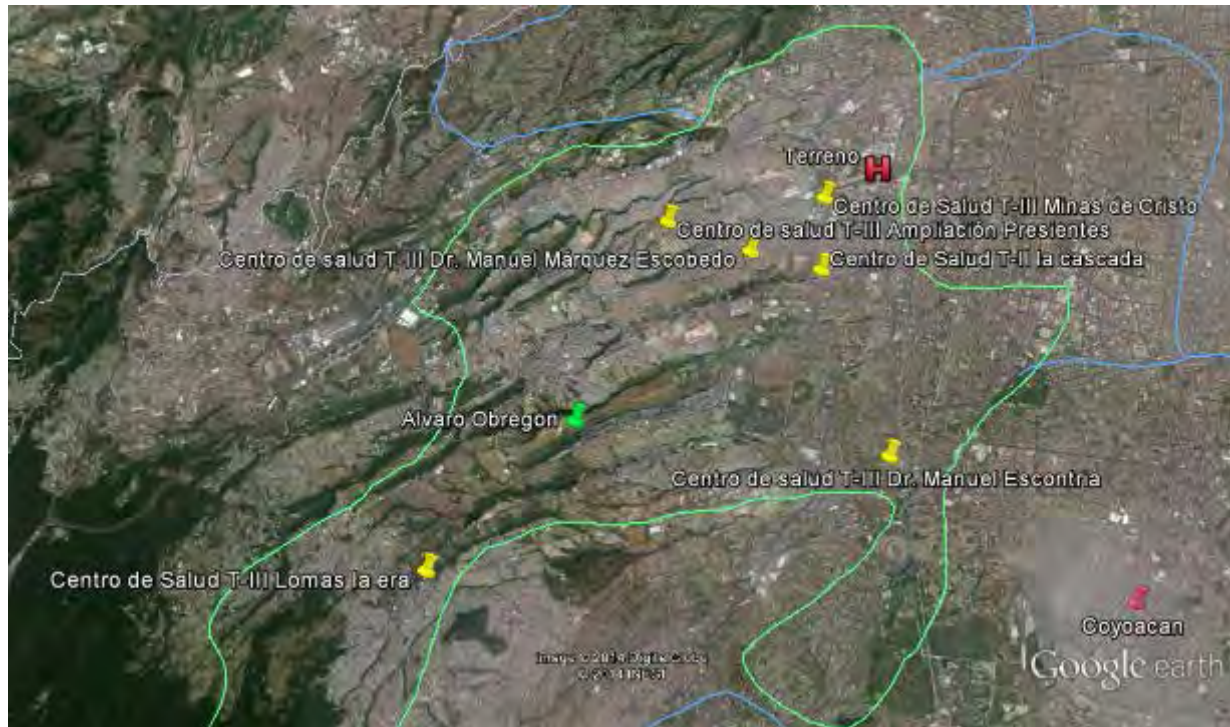 Terreno
H
Centro de Salud T-III Minas de Cristo
Centro de salud T-III Ampliación Presientes
Centro de salud T-III Dr. Manuel Márquez Escobedo
Centro de Salud T-II la cascada
Alvaro Obregon
Centro de salud T-III Dr. Manuel Escontria
Centro de Salud T-III Lomas la era
Coyoacan
Google earth